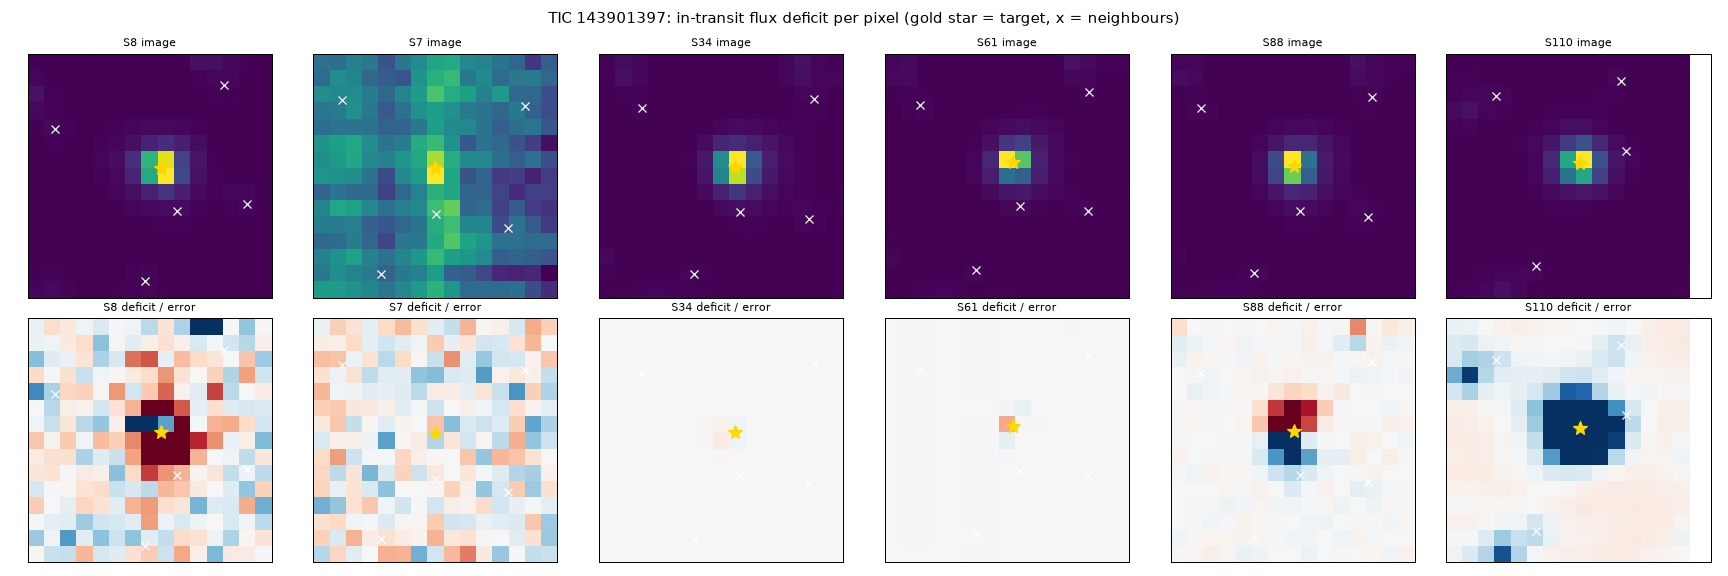 TIC 143901397: in-transit flux deficit per pixel (gold star = target, x = neighbours)
S8 image
S7 image
S34 image
S61 image
S88 image
S110 image
S8 deficit / error
S7 deficit / error
S34 deficit / error
S61 deficit / error
S88 deficit / error
S110 deficit / error